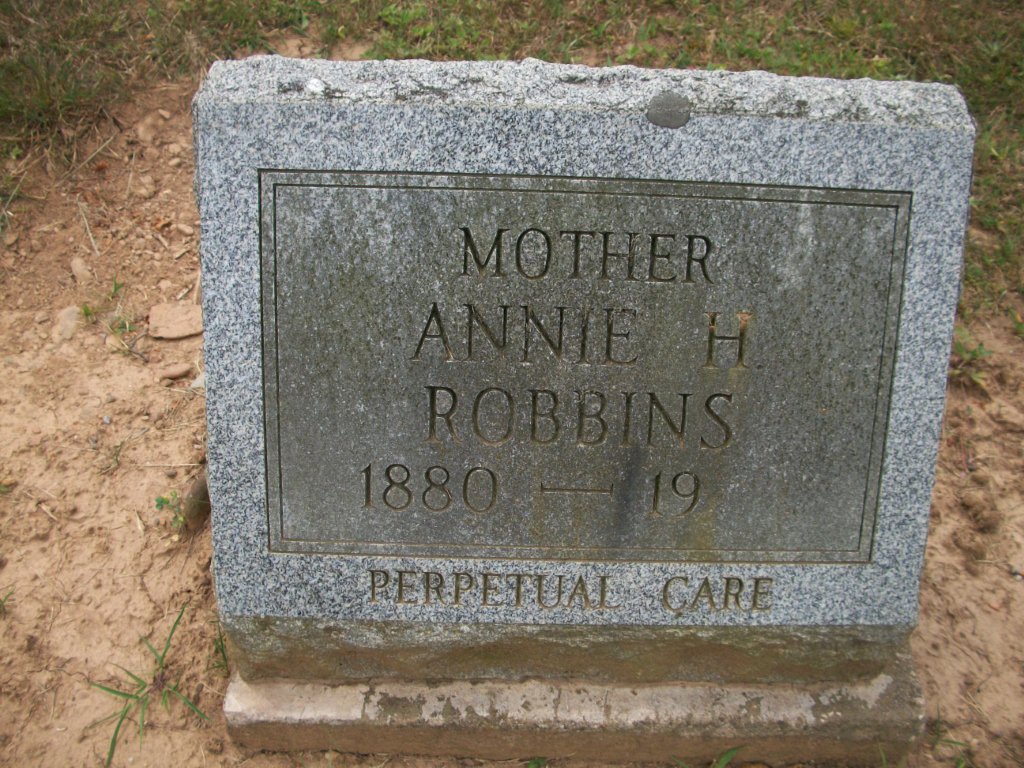 MOTHER
ANNIE H
ROBBINS
1880 — 19
PERPETUAL CARE